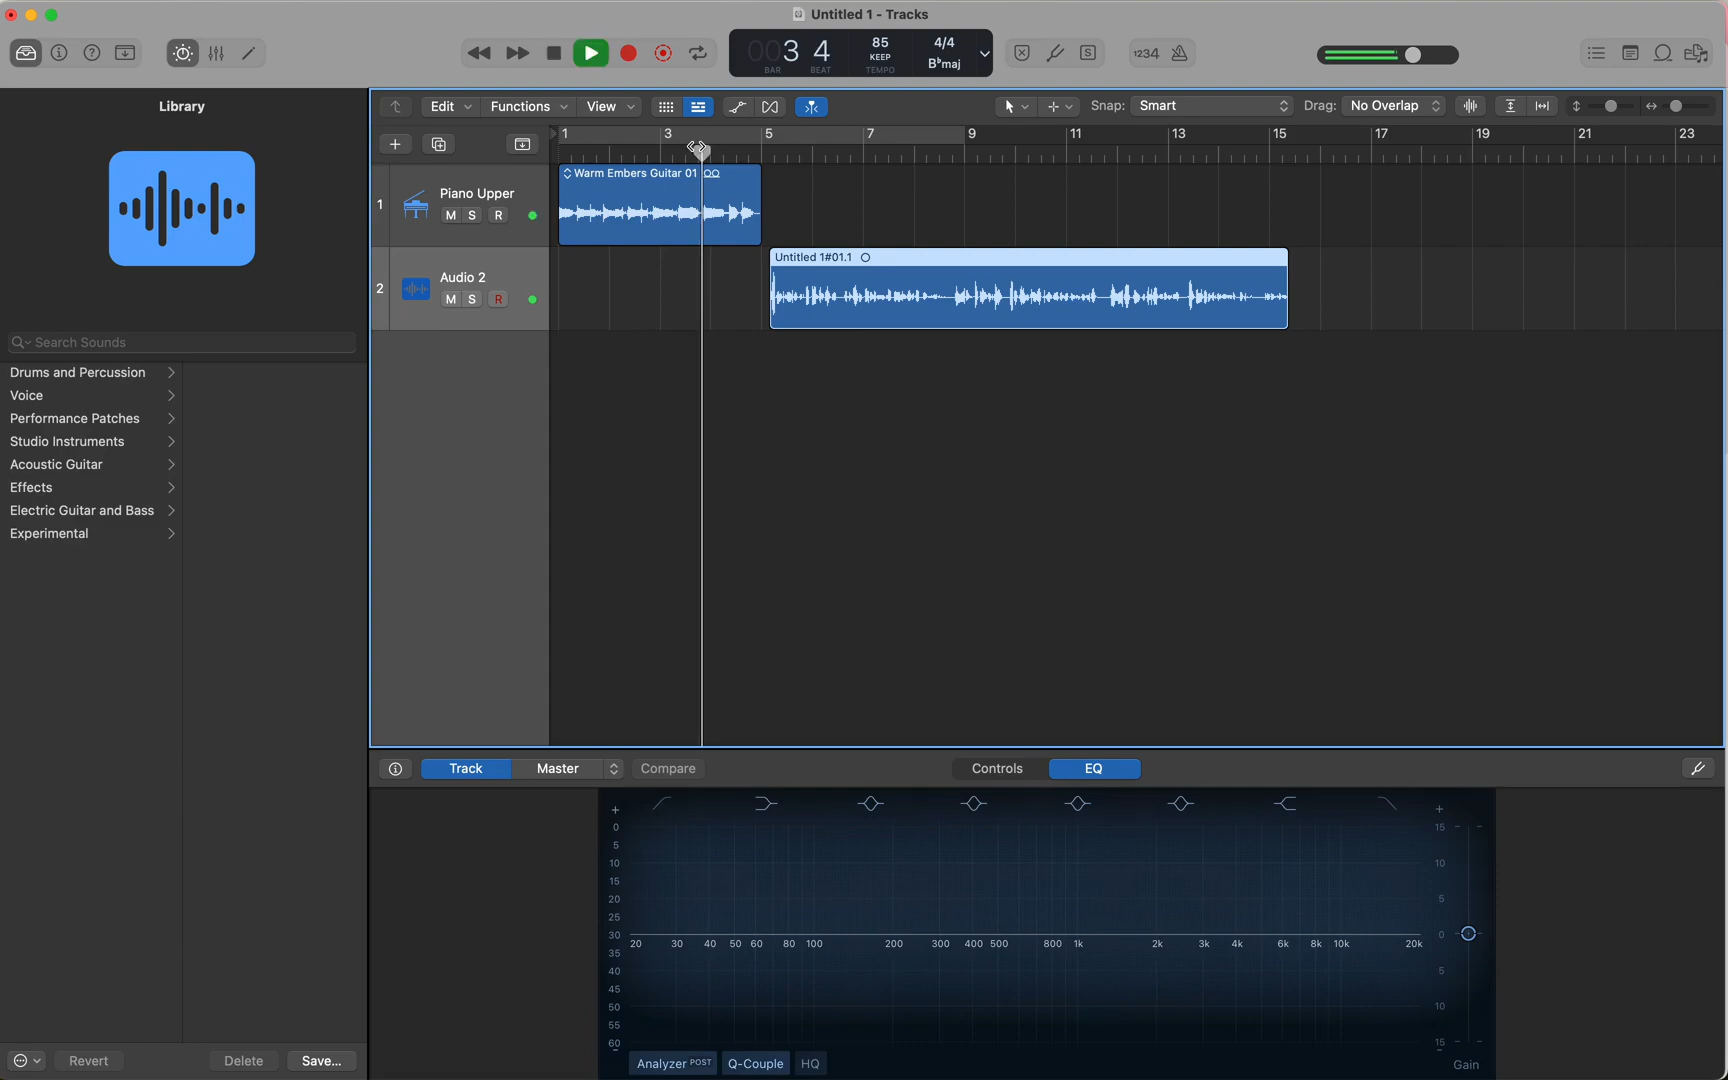 Untitled 1 - Tracks
003 4
BAR BEAT
85
KEEP
TEMPO
4/4
B♭maj
1234
Library
Edit Functions View
Snap: Smart
Drag: No Overlap
1 3 5 7 9 11 13 15 17 19 21 23
1
Piano Upper
M S R
Warm Embers Guitar 01
2
Audio 2
M S R
Untitled 1#01.1
Search Sounds
Drums and Percussion
Voice
Performance Patches
Studio Instruments
Acoustic Guitar
Effects
Electric Guitar and Bass
Experimental
Track Master Compare
Controls EQ
+
0
5
10
15
20
25
30
35
40
45
50
55
60
-
20 30 40 50 60 80 100 200 300 400 500 800 1k 2k 3k 4k 6k 8k 10k 20k
+
15
10
5
0
5
10
15
-
Analyzer POST Q-Couple HQ
Gain
Revert Delete Save...